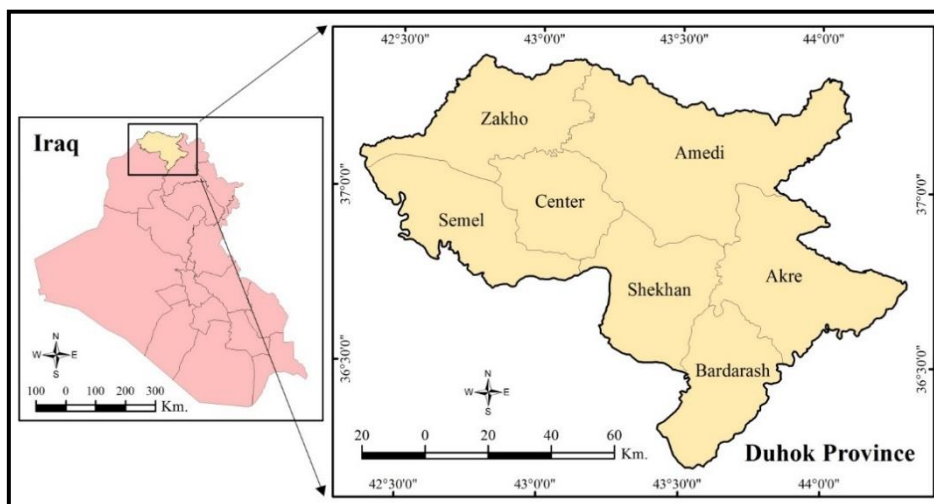 42°30'0" 43°0'0" 43°30'0" 44°0'0"
Iraq
N
W E
S
100 0 100 200 300
Km.
37°0'0"
36°30'0"
Zakho
Amedi
Center
Semel
Shekhan
Akre
Bardarash
N
W E
S
20 0 20 40 60
Km.
Duhok Province
37°0'0"
36°30'0"
42°30'0" 43°0'0" 43°30'0" 44°0'0"